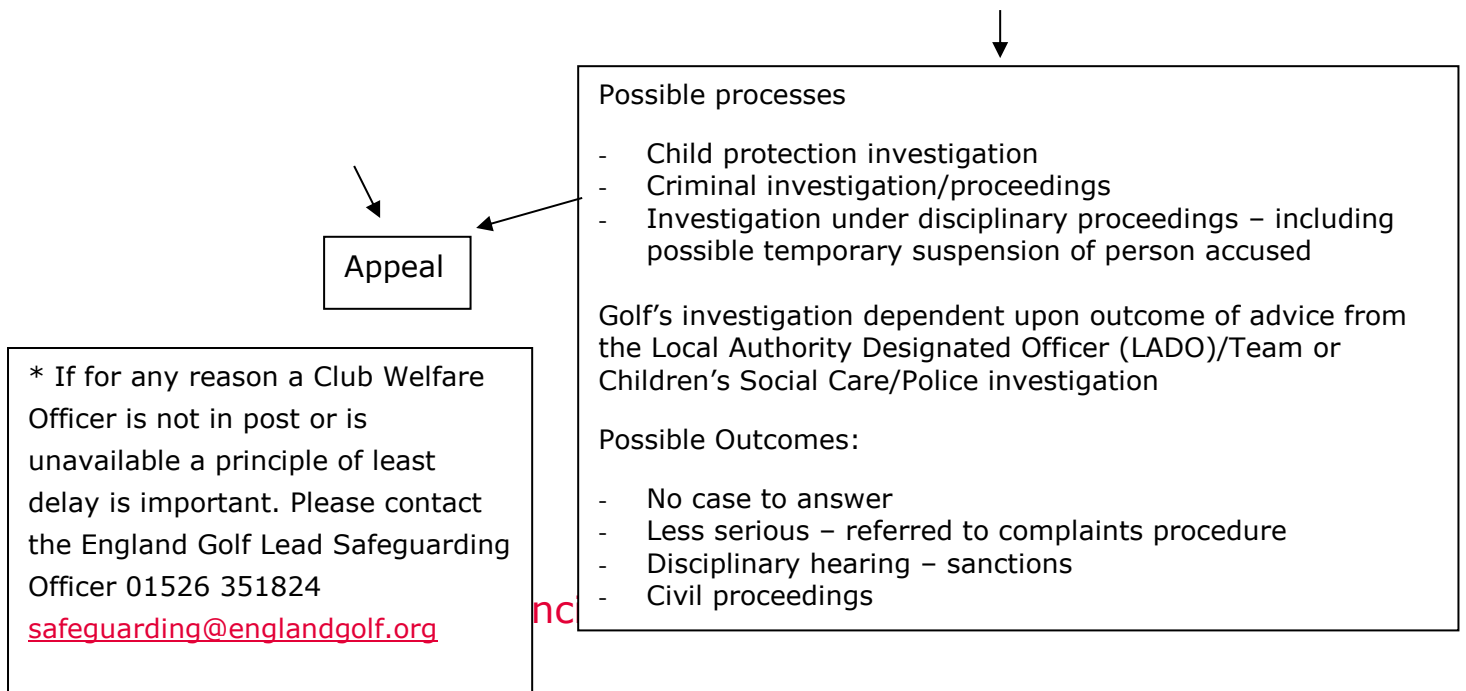 Possible processes
- Child protection investigation
- Criminal investigation/proceedings
- Investigation under disciplinary proceedings – including
possible temporary suspension of person accused
Golf’s investigation dependent upon outcome of advice from
the Local Authority Designated Officer (LADO)/Team or
Children’s Social Care/Police investigation
Possible Outcomes:
- No case to answer
- Less serious – referred to complaints procedure
- Disciplinary hearing – sanctions
- Civil proceedings
Appeal
* If for any reason a Club Welfare
Officer is not in post or is
unavailable a principle of least
delay is important. Please contact
the England Golf Lead Safeguarding
Officer 01526 351824
safeguarding@englandgolf.org